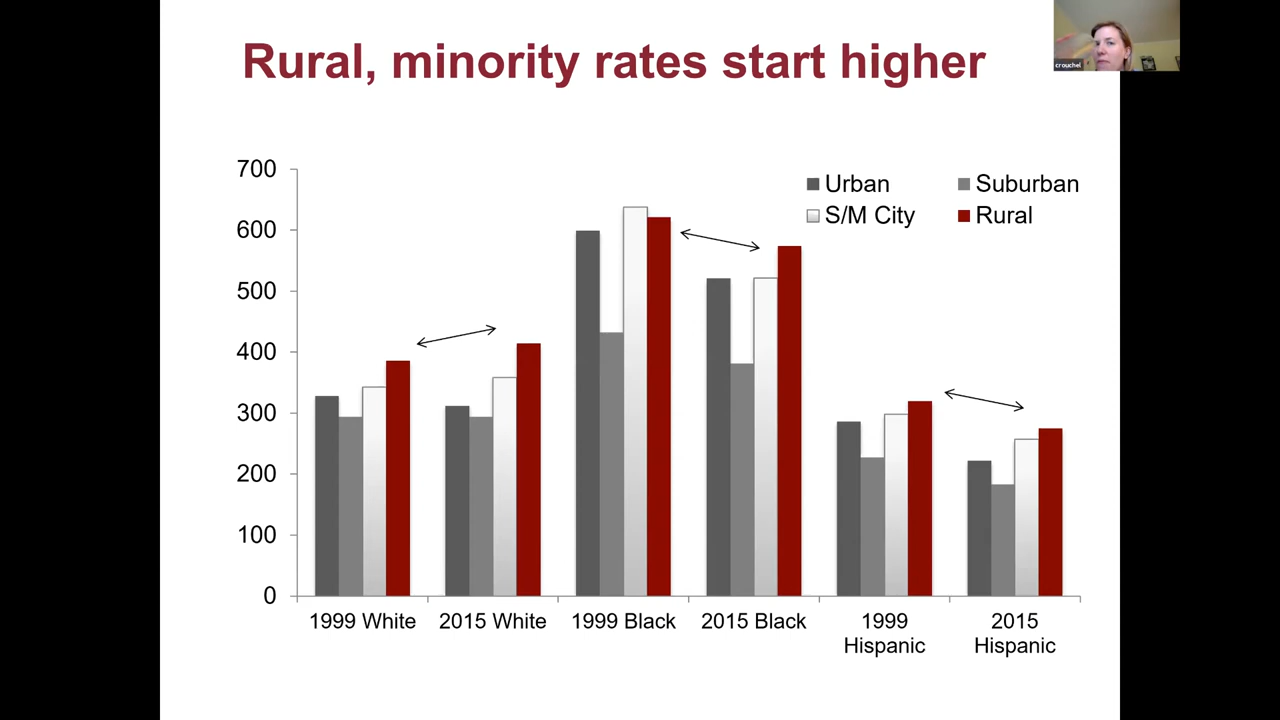 Rural, minority rates start higher
crouchel
700
600
500
400
300
200
100
0
Urban
Suburban
S/M City
Rural
1999 White
2015 White
1999 Black
2015 Black
1999
Hispanic
2015
Hispanic